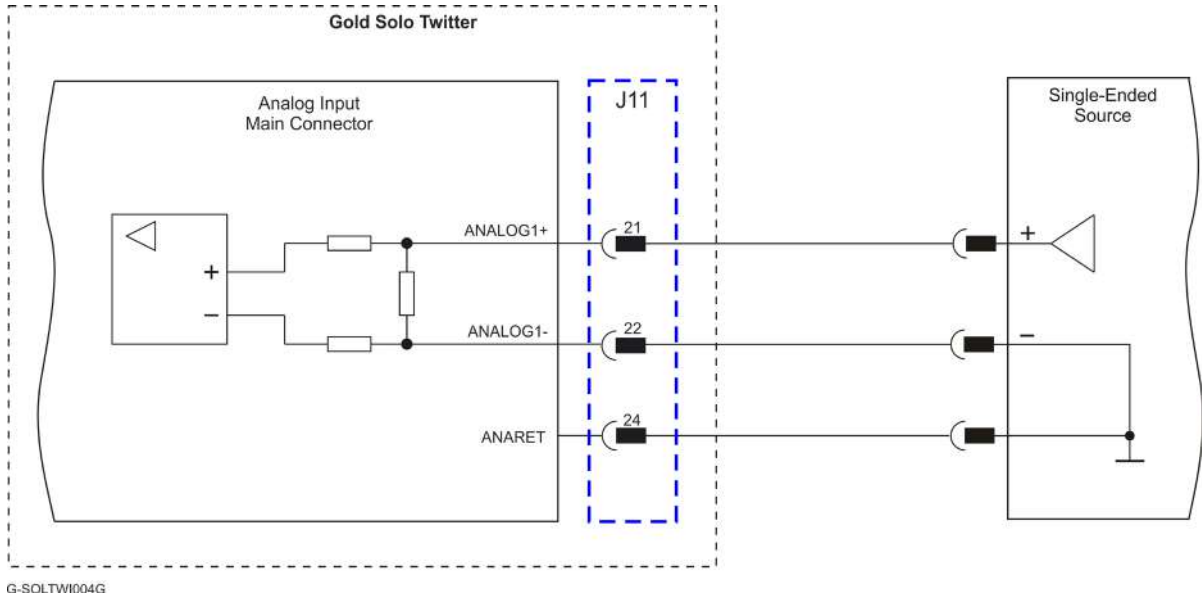 Gold Solo Twitter
Analog Input
Main Connector
J11
Single-Ended
Source
ANALOG1+
21
+
+
ANALOG1-
22
−
−
ANARET
24
G-SOLTWI004G